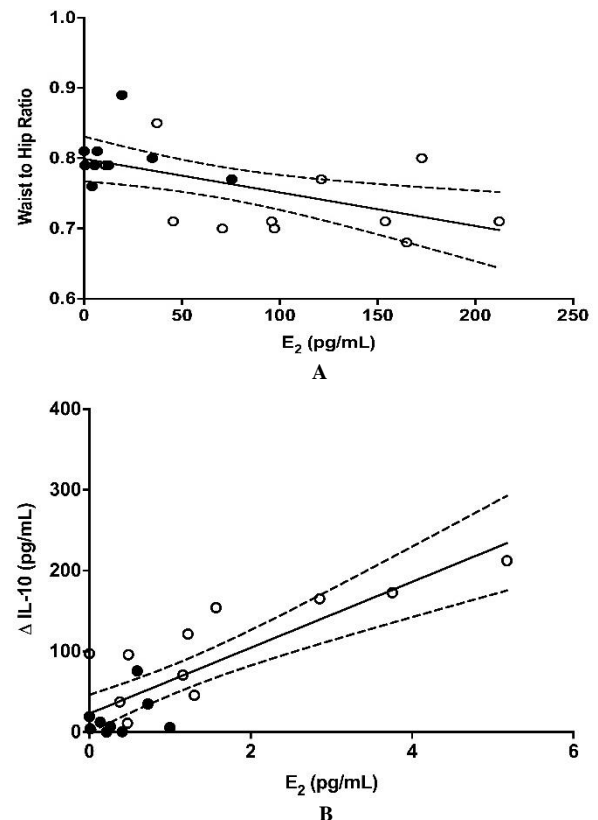 1.0
0.9
0.8
0.7
0.6
Waist to Hip Ratio
0 50 100 150 200 250
E₂ (pg/mL)
A
400
300
200
100
0
Δ IL-10 (pg/mL)
0 2 4 6
E₂ (pg/mL)
B